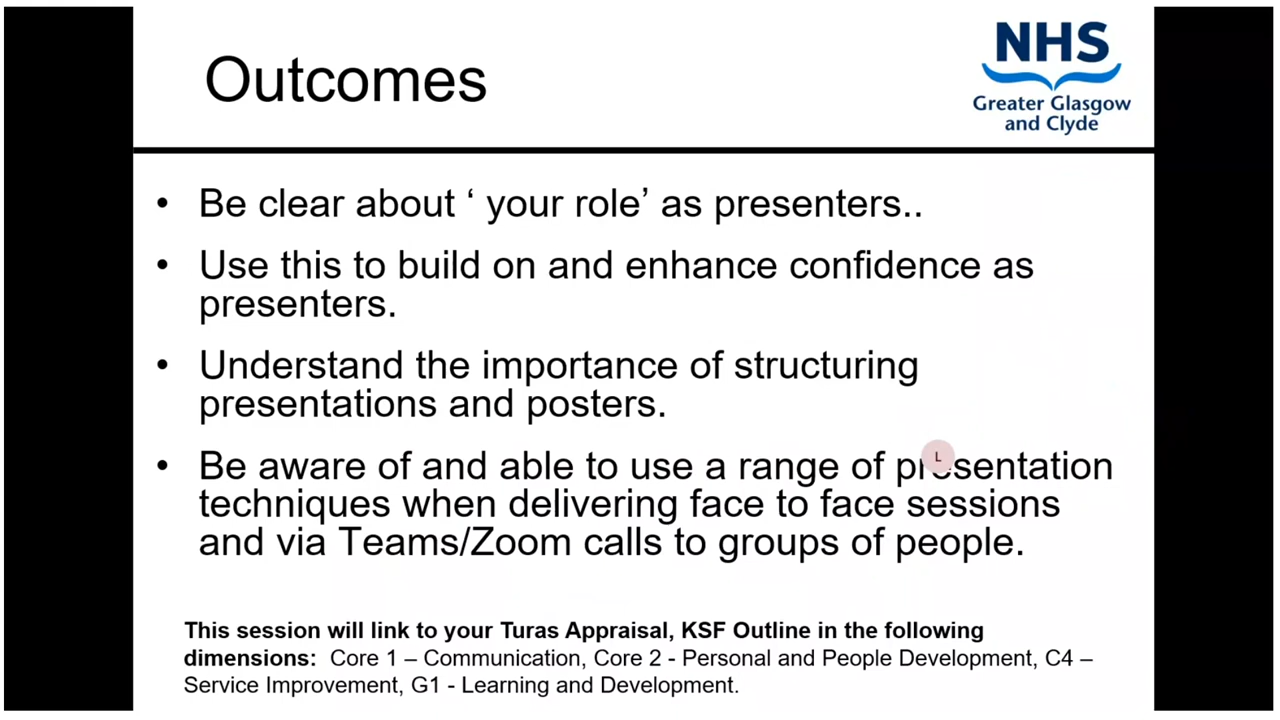 Outcomes
NHS
Greater Glasgow
and Clyde
• Be clear about ‘ your role’ as presenters..
• Use this to build on and enhance confidence as
presenters.
• Understand the importance of structuring
presentations and posters.
• Be aware of and able to use a range of presentation
techniques when delivering face to face sessions
and via Teams/Zoom calls to groups of people.
L
This session will link to your Turas Appraisal, KSF Outline in the following
dimensions: Core 1 – Communication, Core 2 - Personal and People Development, C4 –
Service Improvement, G1 - Learning and Development.